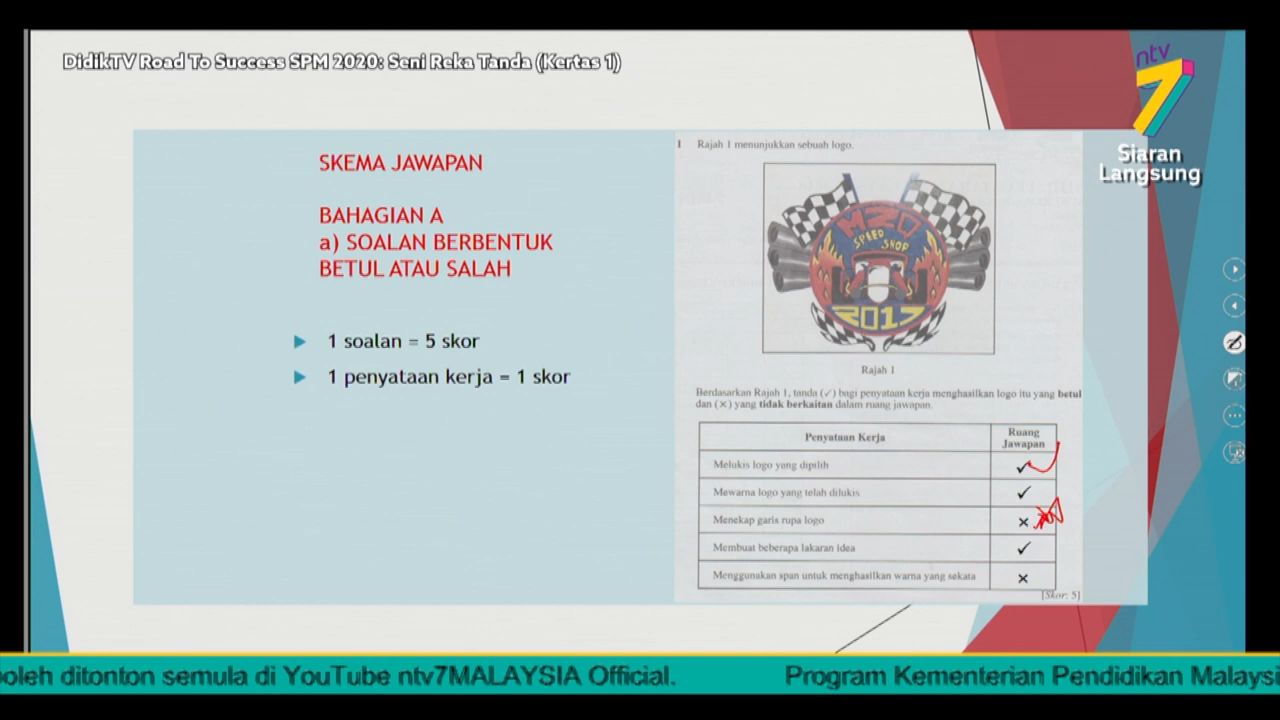 DidikTV Road To Success SPM 2020: Seni Reka Tanda (Kertas 1)
ntv
7
Siaran
Langsung
SKEMA JAWAPAN
BAHAGIAN A
a) SOALAN BERBENTUK
BETUL ATAU SALAH
1 soalan = 5 skor
1 penyataan kerja = 1 skor
1 Rajah 1 menunjukkan sebuah logo.
MZQ
SPEED SHOP
2017
Rajah 1
Berdasarkan Rajah 1, tanda (✓) bagi penyataan kerja menghasilkan logo itu yang betul
dan (✕) yang tidak berkaitan dalam ruang jawapan.
Penyataan Kerja
Ruang
Jawapan
Melukis logo yang dipilih ✓
Mewarna logo yang telah dilukis ✓
Menekap garis rupa logo ✕
Membuat beberapa lakaran idea ✓
Menggunakan span untuk menghasilkan warna yang sekata ✕
[Skor: 5]
boleh ditonton semula di YouTube ntv7MALAYSIA Official. Program Kementerian Pendidikan Malaysi